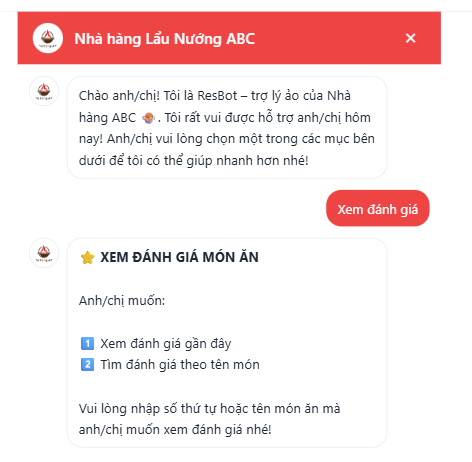 Nhà hàng Lẩu Nướng ABC
Chào anh/chị! Tôi là ResBot – trợ lý ảo của Nhà
hàng ABC . Tôi rất vui được hỗ trợ anh/chị hôm
nay! Anh/chị vui lòng chọn một trong các mục bên
dưới để tôi có thể giúp nhanh hơn nhé!
Xem đánh giá
⭐ XEM ĐÁNH GIÁ MÓN ĂN
Anh/chị muốn:
1️⃣ Xem đánh giá gần đây
2️⃣ Tìm đánh giá theo tên món
Vui lòng nhập số thứ tự hoặc tên món ăn mà
anh/chị muốn xem đánh giá nhé!